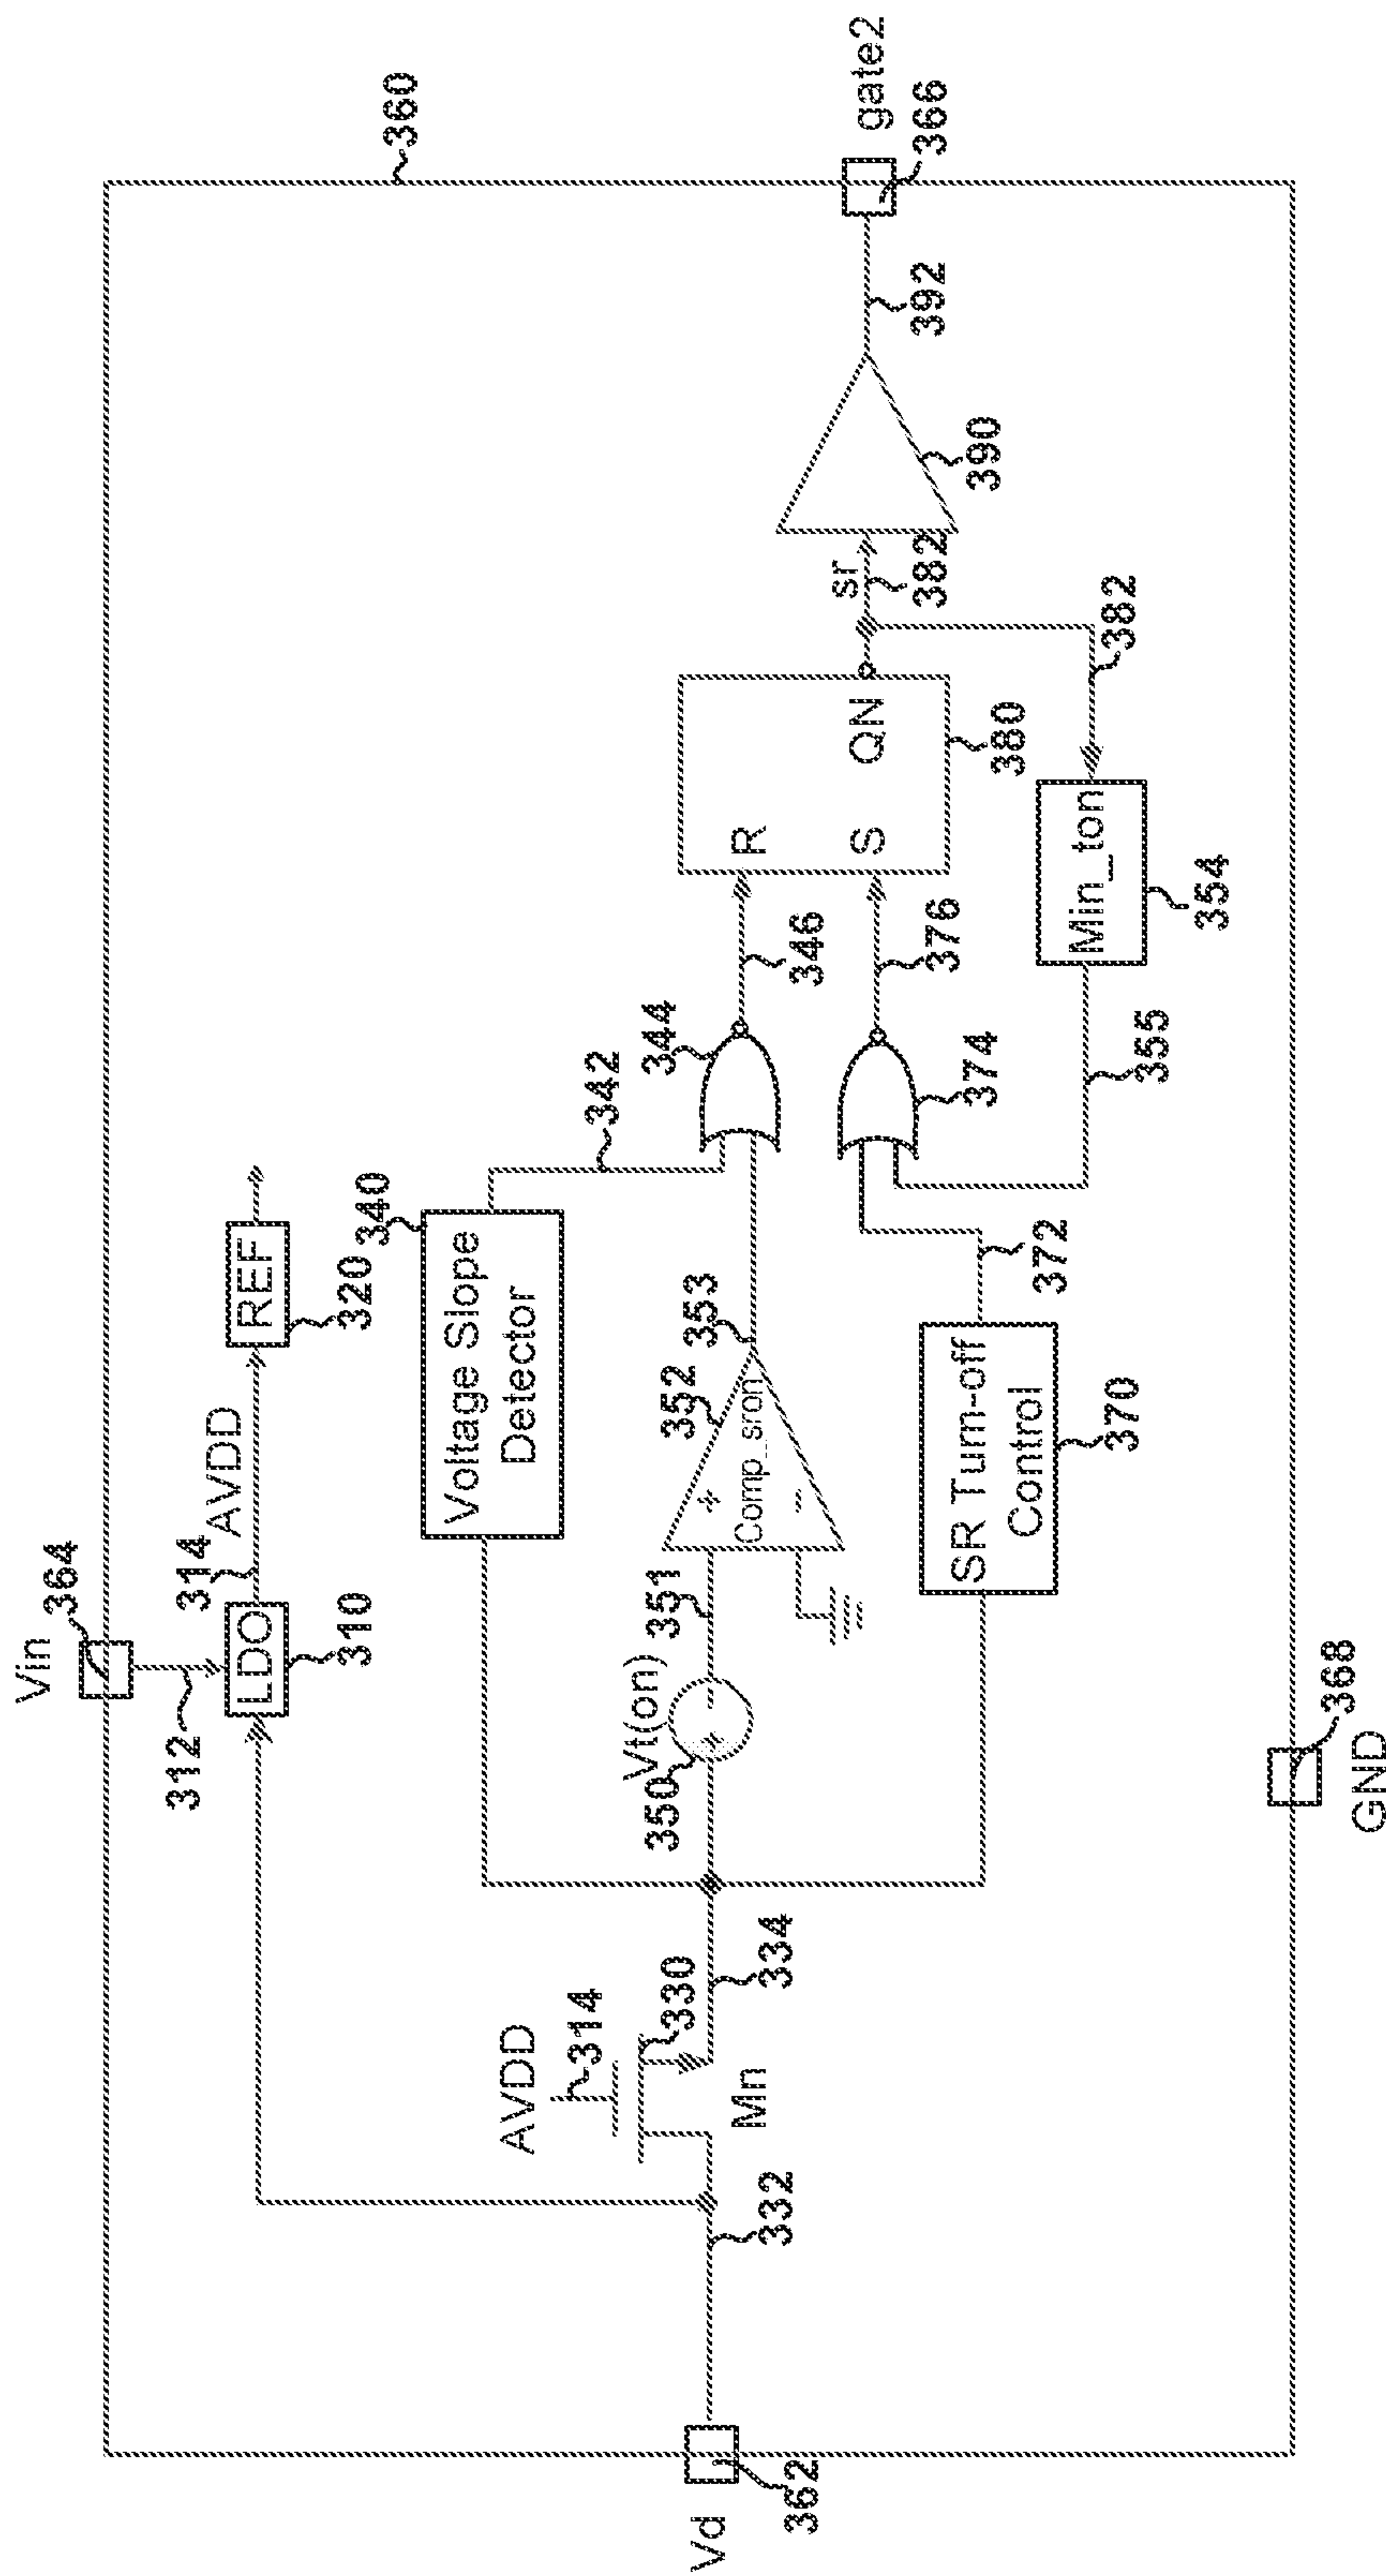 Vin
364
360
312
LDO
310
314
AVDD
REF
320
340
Voltage Slope
Detector
342
344
346
AVDD
314
330
Mn
332
334
Vd
362
Vt(on)
350
351
+
-
352
Comp_sron
+
-
353
R
S
QN
380
sr
382
390
392
gate2
366
SR Turn-off
Control
370
372
374
376
355
Min_ton
354
382
368
GND